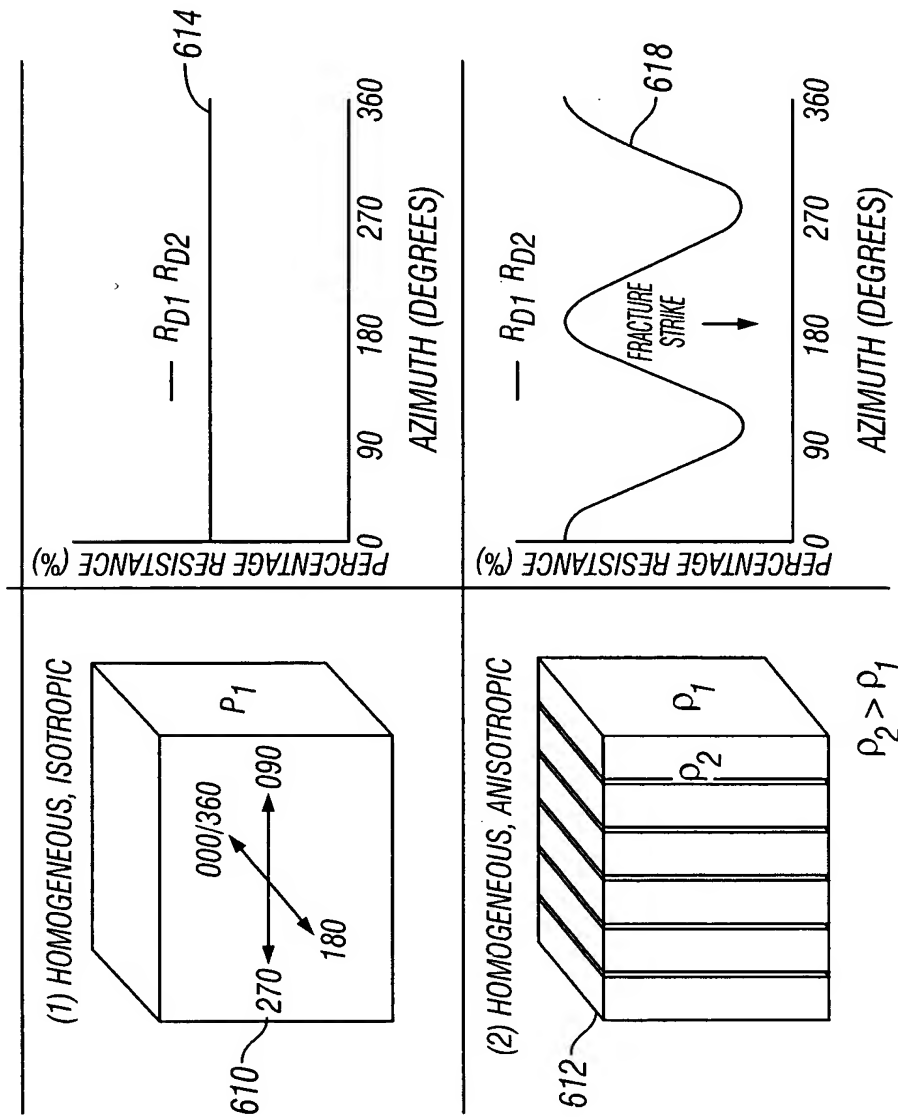 (1) HOMOGENEOUS, ISOTROPIC
P1
000/360
090
270
180
610
PERCENTAGE RESISTANCE (%)
RD1 RD2
614
0 90 180 270 360
AZIMUTH (DEGREES)
(2) HOMOGENEOUS, ANISOTROPIC
612
ρ1
ρ2
ρ2 > ρ1
PERCENTAGE RESISTANCE (%)
RD1 RD2
FRACTURE
STRIKE
618
0 90 180 270 360
AZIMUTH (DEGREES)